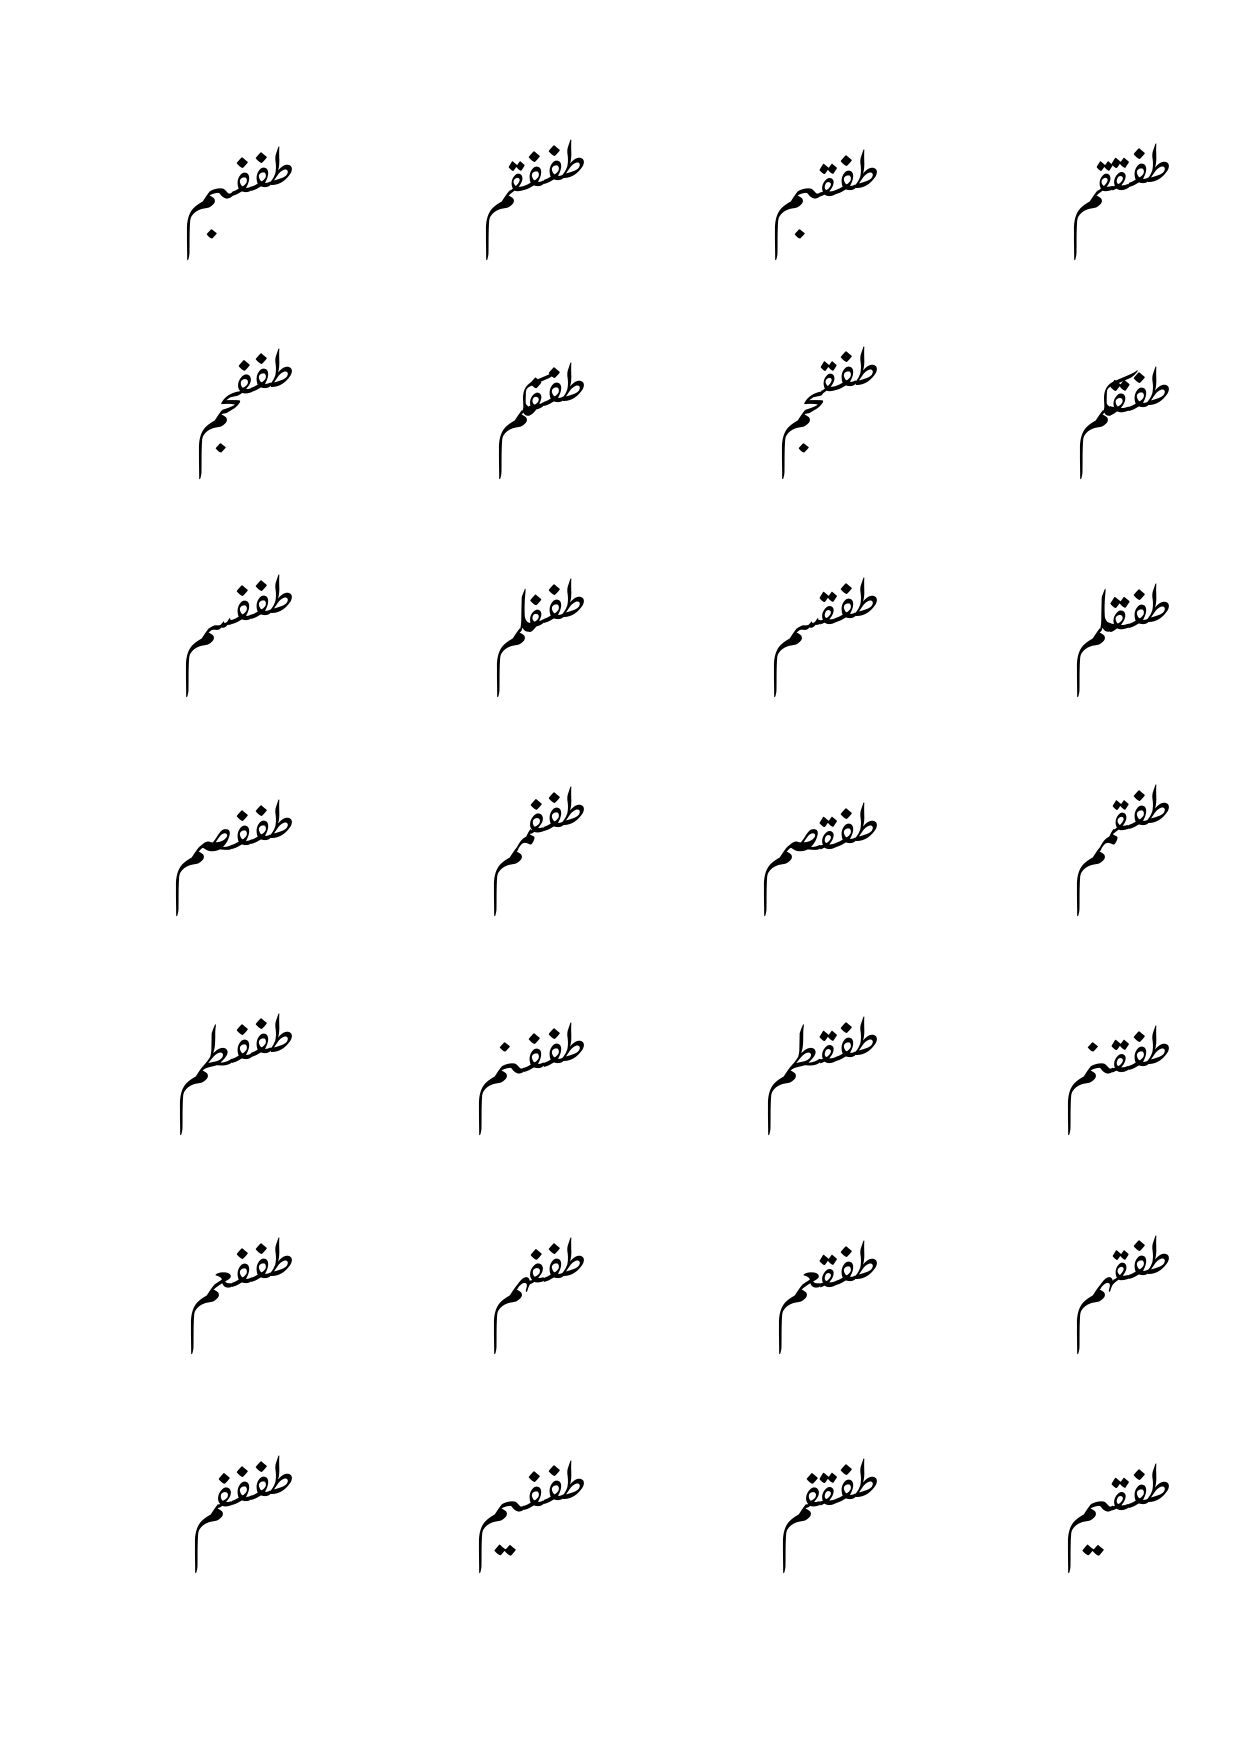 طفققم طفقبم طففقم طففبم
طفقكم طفقجم طففكم طففجم
طفقلم طفقسم طففلم طففسم
طفقمم طفقصم طففمم طففصم
طفقنم طفقطم طففنم طففطم
طفقهم طفقعم طففهم طففعم
طفقيم طفقفم طففيم طفففم